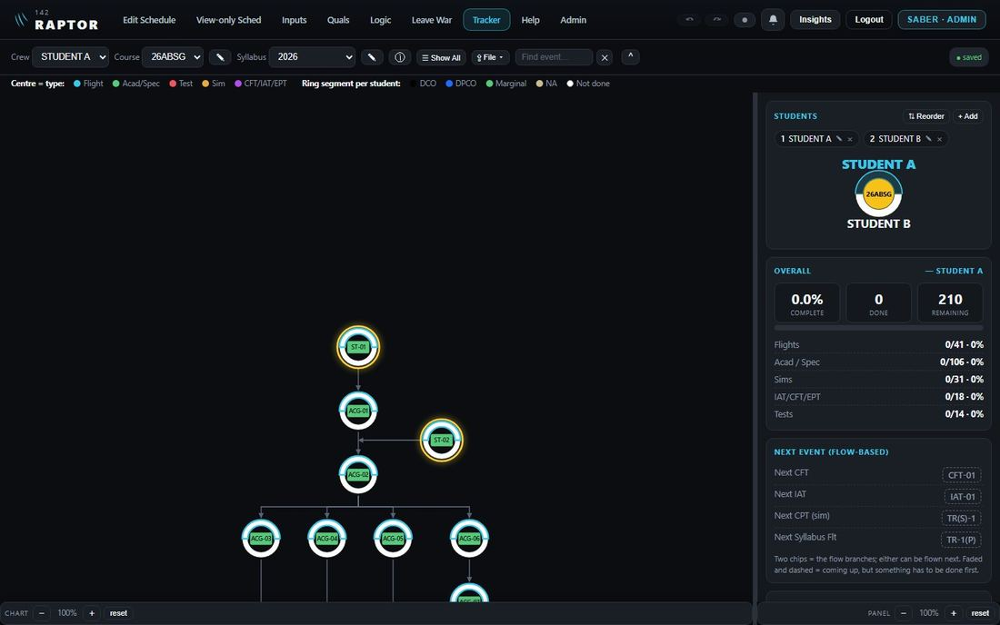 142
RAPTOR
Edit Schedule View-only Sched Inputs Quals Logic Leave War Tracker Help Admin Insights Logout SABER · ADMIN
Crew STUDENT A Course 26ABSG Syllabus 2026 Show All File Find event... saved
Centre = type: Flight Acad/Spec Test Sim CFT/IAT/EPT Ring segment per student: DCO DPCO Marginal NA Not done
ST-01
ACG-01
ST-02
ACG-02
ACG-03 ACG-04 ACG-05 ACG-06
STUDENTS Reorder + Add
1 STUDENT A 2 STUDENT B
STUDENT A
26ABSG
STUDENT B
OVERALL — STUDENT A
0.0% 0 210
COMPLETE DONE REMAINING
Flights 0/41 · 0%
Acad / Spec 0/106 · 0%
Sims 0/31 · 0%
IAT/CFT/EPT 0/18 · 0%
Tests 0/14 · 0%
NEXT EVENT (FLOW-BASED)
Next CFT CFT-01
Next IAT IAT-01
Next CPT (sim) TR(S)-1
Next Syllabus Flt TR-1(P)
Two chips = the flow branches; either can be flown next. Faded
and dashed = coming up, but something has to be done first.
CHART − 100% + reset
PANEL − 100% + reset